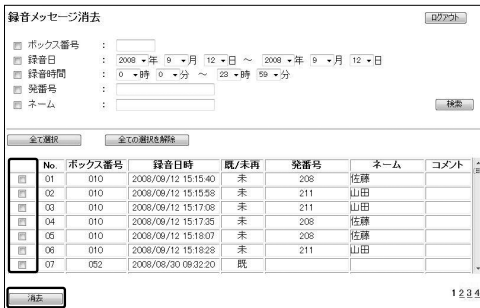 録音メッセージ消去 ログアウト
ボックス番号 :
録音日 : 2008 年 9 月 12 日 ～ 2008 年 9 月 12 日
録音時間 : 0 時 0 分 ～ 23 時 59 分
発番号 :
ネーム : 検索
全て選択 全ての選択を解除
No. ボックス番号 録音日時 既/未再 発番号 ネーム コメント
01 010 2008/09/12 15:15:40 未 208 佐藤
02 010 2008/09/12 15:15:58 未 211 山田
03 010 2008/09/12 15:17:08 未 211 山田
04 010 2008/09/12 15:17:35 未 208 佐藤
05 010 2008/09/12 15:18:07 未 208 佐藤
06 010 2008/09/12 15:18:28 未 211 山田
07 052 2008/08/30 09:32:20 既
消去 1 2 3 4